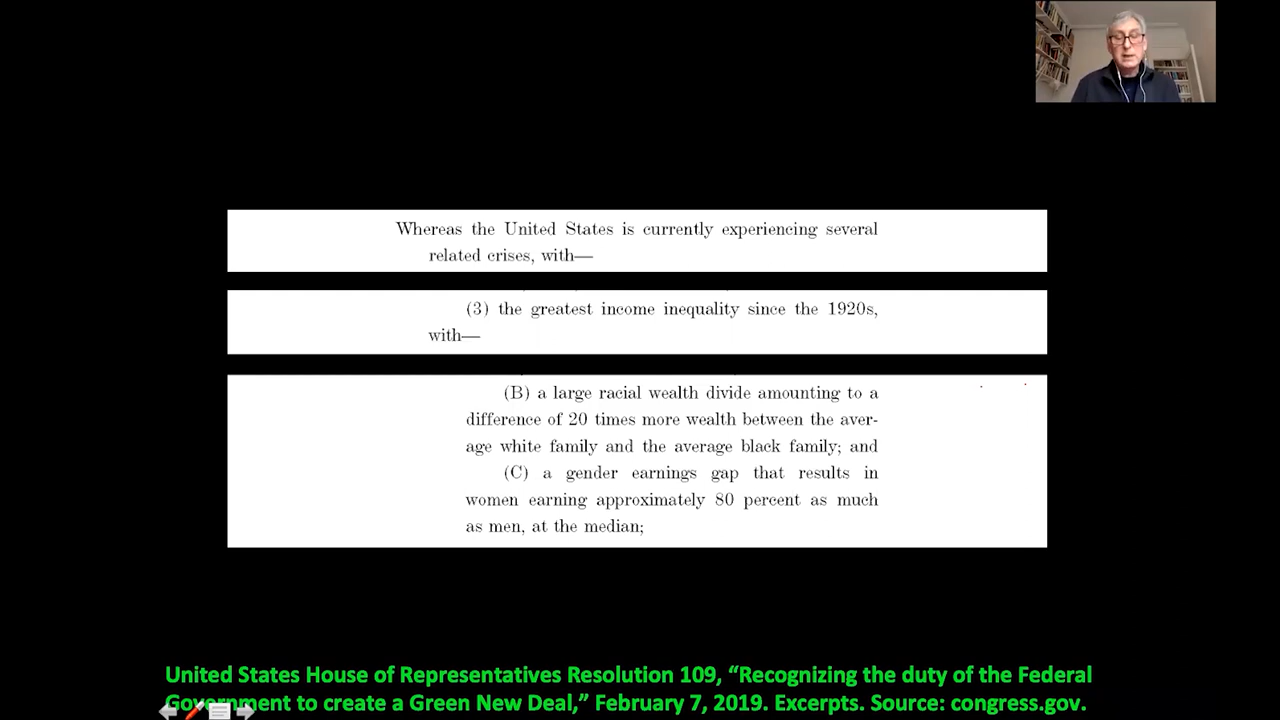 Whereas the United States is currently experiencing several
related crises, with—
(3) the greatest income inequality since the 1920s,
with—
(B) a large racial wealth divide amounting to a
difference of 20 times more wealth between the aver-
age white family and the average black family; and
(C) a gender earnings gap that results in
women earning approximately 80 percent as much
as men, at the median;
United States House of Representatives Resolution 109, “Recognizing the duty of the Federal
Government to create a Green New Deal,” February 7, 2019. Excerpts. Source: congress.gov.